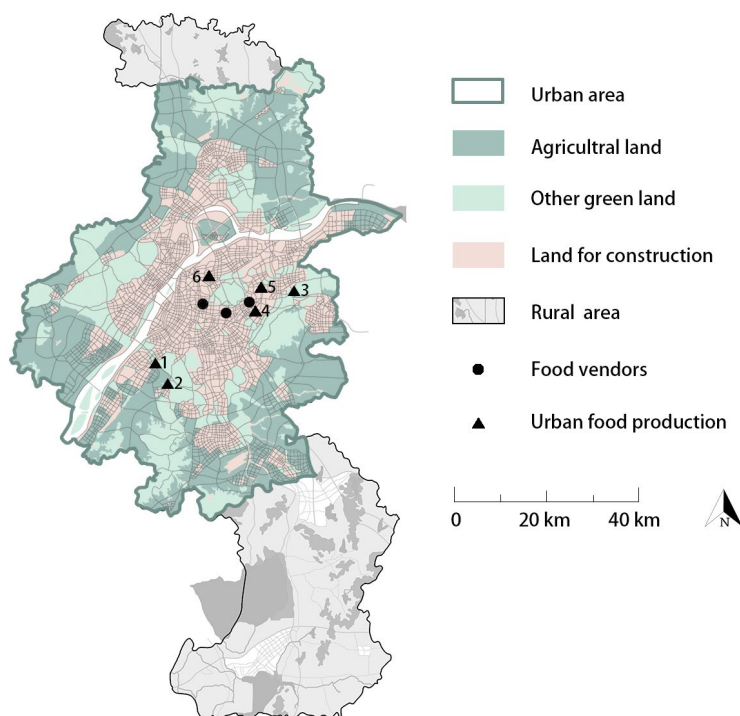 Urban area
Agricultral land
Other green land
Land for construction
Rural area
Food vendors
Urban food production
0 20 km 40 km
N
6
5
3
4
1
2